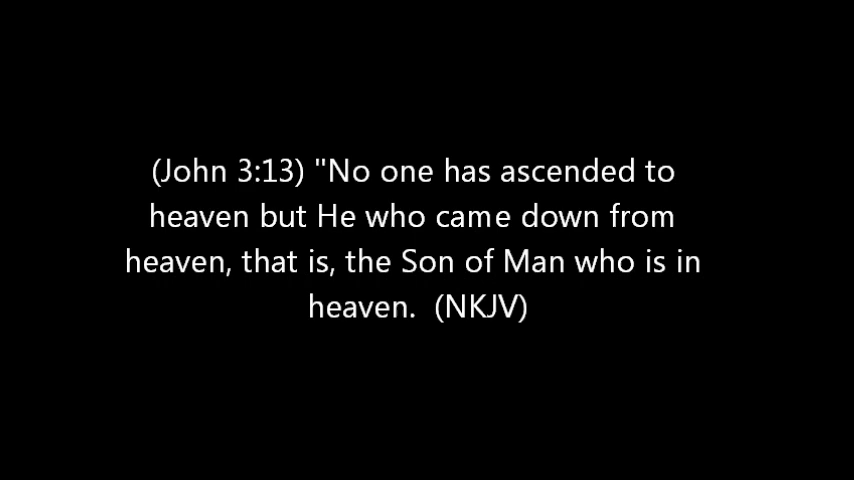 (John 3:13) "No one has ascended to
heaven but He who came down from
heaven, that is, the Son of Man who is in
heaven.  (NKJV)